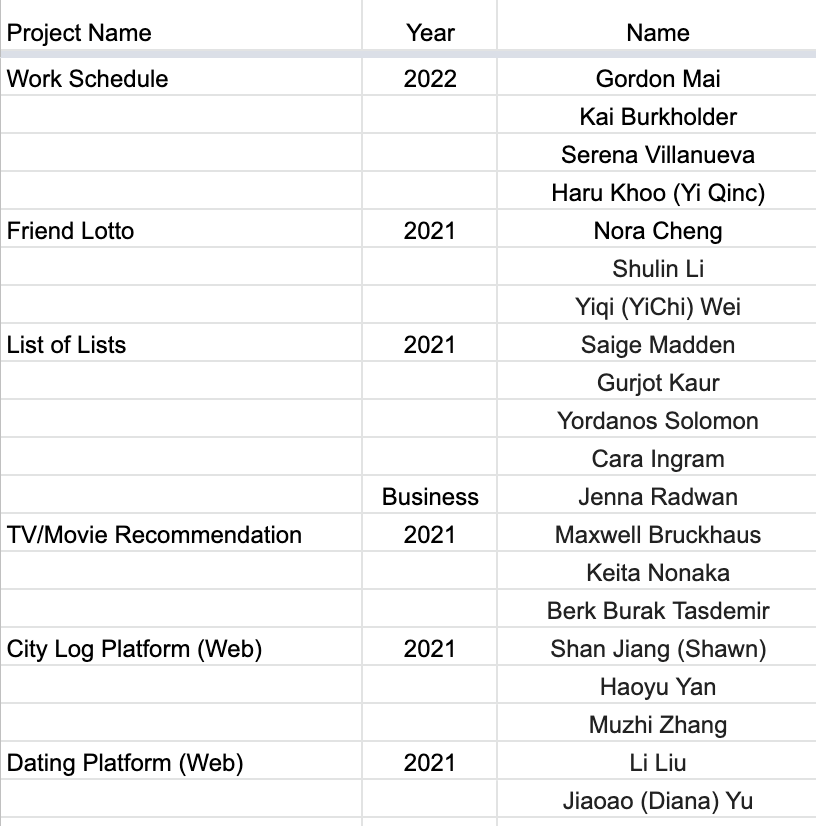 Project Name Year Name
Work Schedule 2022 Gordon Mai
Kai Burkholder
Serena Villanueva
Haru Khoo (Yi Qinc)
Friend Lotto 2021 Nora Cheng
Shulin Li
Yiqi (YiChi) Wei
List of Lists 2021 Saige Madden
Gurjot Kaur
Yordanos Solomon
Cara Ingram
Business Jenna Radwan
TV/Movie Recommendation 2021 Maxwell Bruckhaus
Keita Nonaka
Berk Burak Tasdemir
City Log Platform (Web) 2021 Shan Jiang (Shawn)
Haoyu Yan
Muzhi Zhang
Dating Platform (Web) 2021 Li Liu
Jiaoao (Diana) Yu